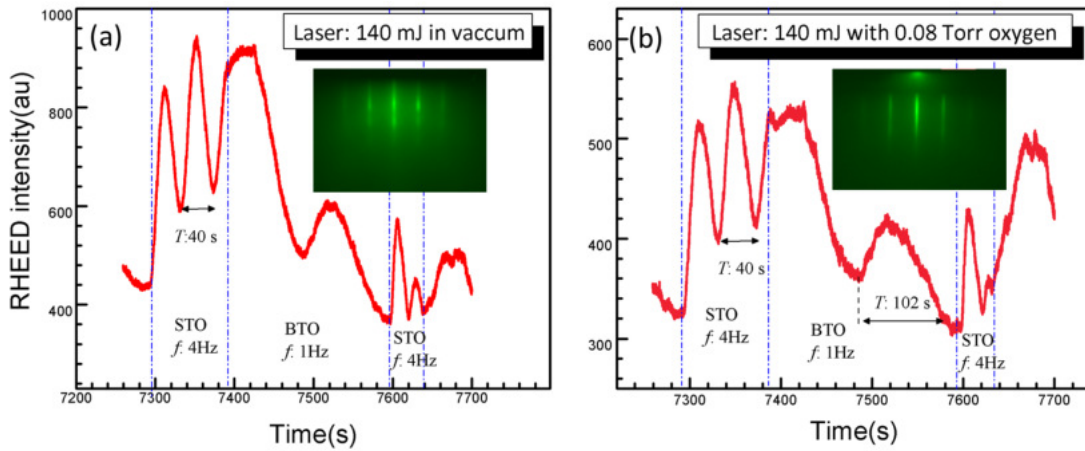 (a)
Laser: 140 mJ in vaccum
RHEED intensity(au)
1000
800
600
400
T:40 s
STO
f: 4Hz
BTO
f: 1Hz
STO
f: 4Hz
7200
7300
7400
7500
7600
7700
Time(s)
(b)
Laser: 140 mJ with 0.08 Torr oxygen
600
500
400
300
T: 40 s
T: 102 s
STO
f: 4Hz
BTO
f: 1Hz
STO
f: 4Hz
7300
7400
7500
7600
7700
Time(s)